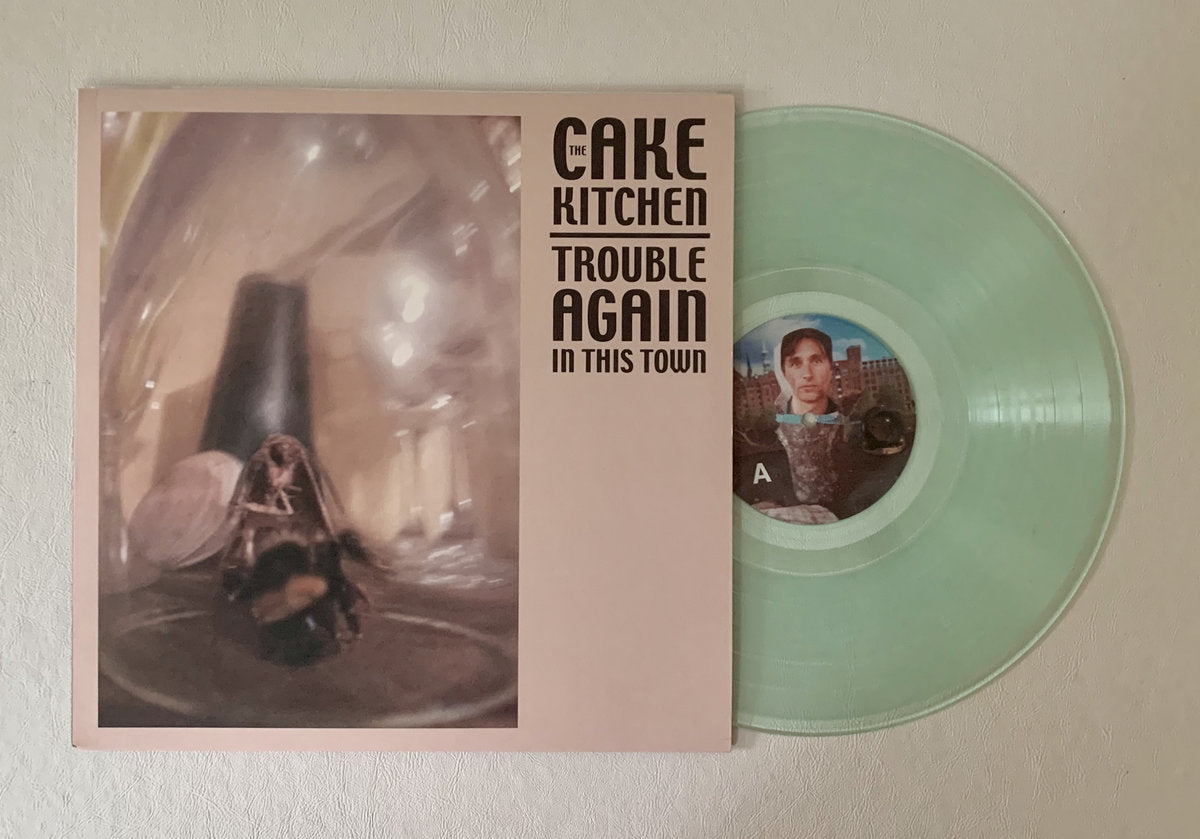 THE CAKE
KITCHEN
TROUBLE
AGAIN
IN THIS TOWN
A